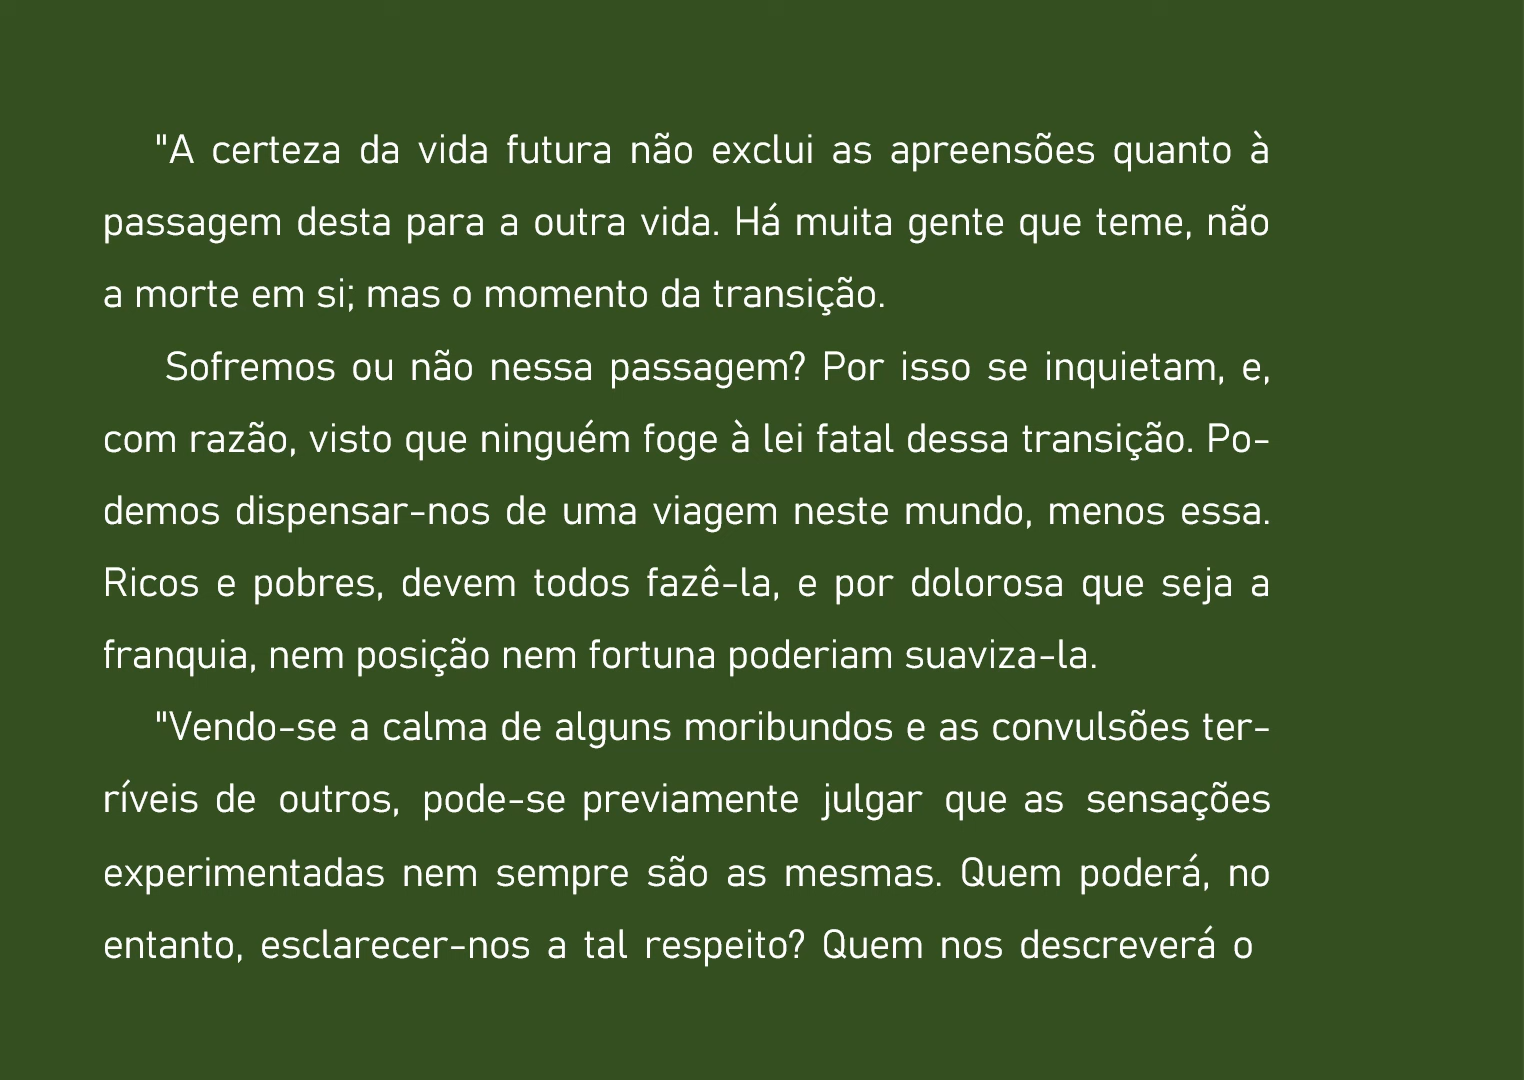 "A certeza da vida futura não exclui as apreensões quanto à
passagem desta para a outra vida. Há muita gente que teme, não
a morte em si; mas o momento da transição.
Sofremos ou não nessa passagem? Por isso se inquietam, e,
com razão, visto que ninguém foge à lei fatal dessa transição. Po-
demos dispensar-nos de uma viagem neste mundo, menos essa.
Ricos e pobres, devem todos fazê-la, e por dolorosa que seja a
franquia, nem posição nem fortuna poderiam suaviza-la.
"Vendo-se a calma de alguns moribundos e as convulsões ter-
ríveis de outros, pode-se previamente julgar que as sensações
experimentadas nem sempre são as mesmas. Quem poderá, no
entanto, esclarecer-nos a tal respeito? Quem nos descreverá o